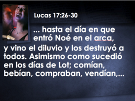 Lucas 17:26-30
... hasta el día en que
entró Noé en el arca,
y vino el diluvio y los destruyó a
todos. Asimismo como sucedió
en los días de Lot; comían,
bebían, compraban, vendían,...